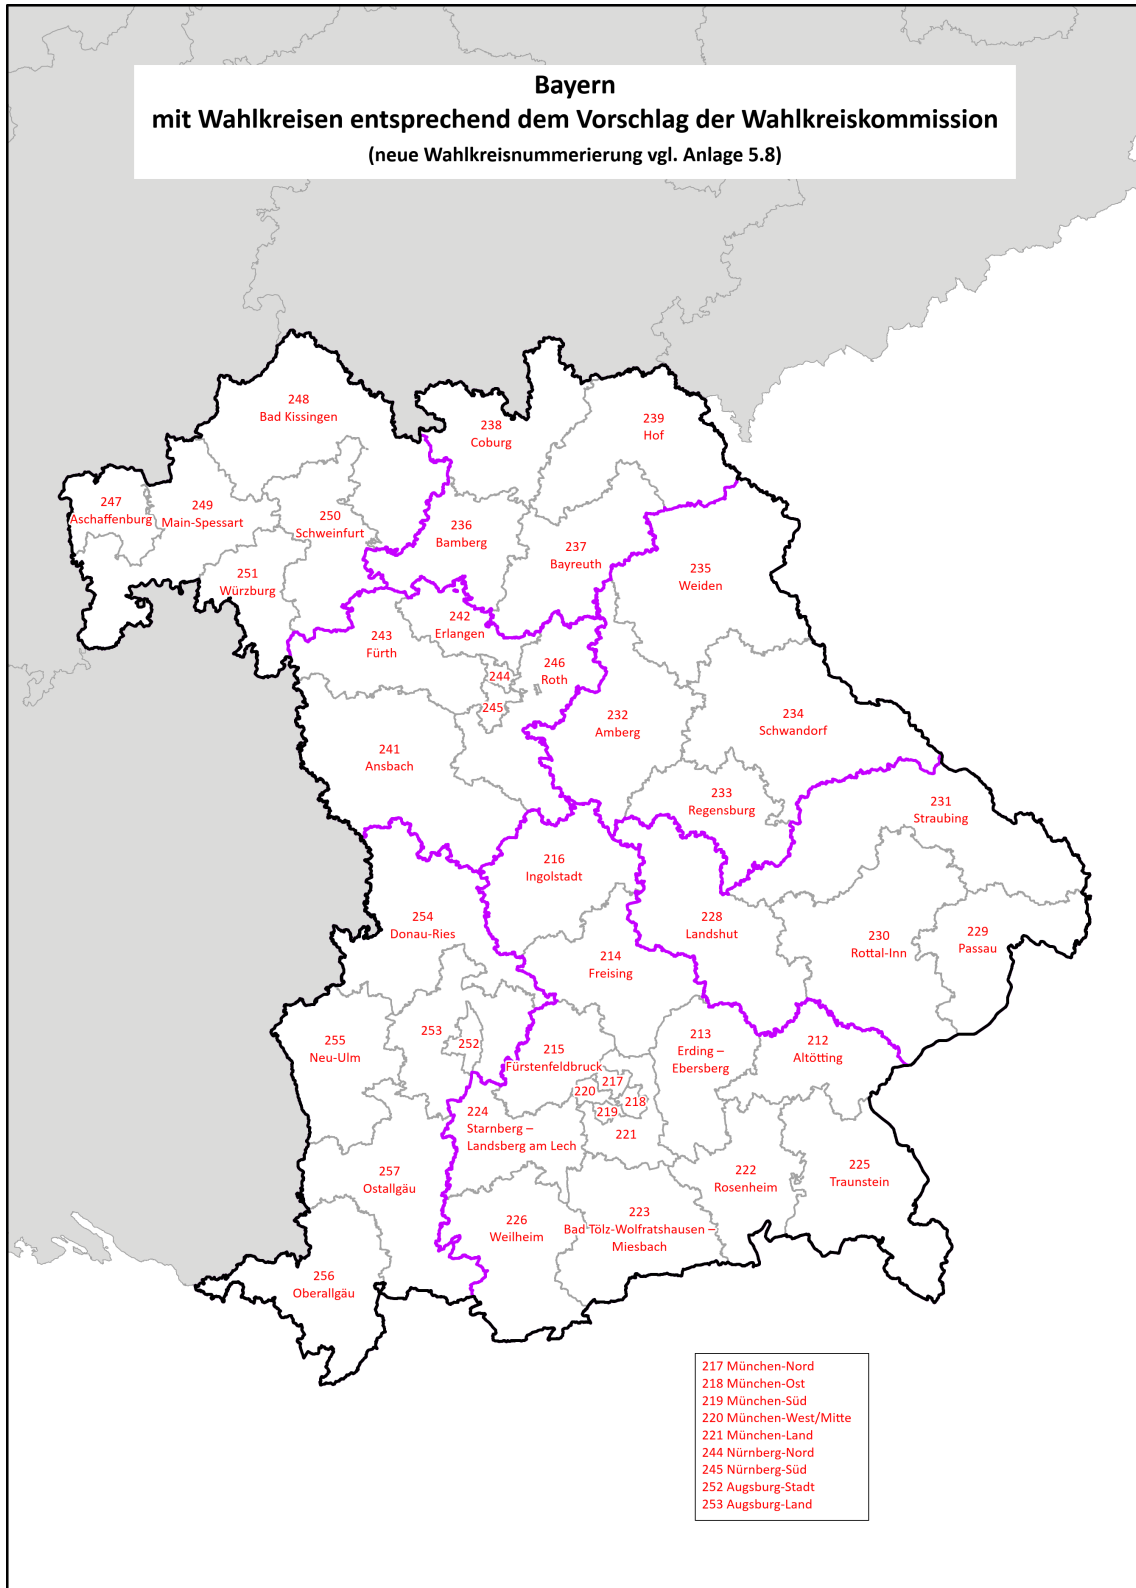 Bayern
mit Wahlkreisen entsprechend dem Vorschlag der Wahlkreiskommission
(neue Wahlkreisnummerierung vgl. Anlage 5.8)
248
Bad Kissingen
238
Coburg
239
Hof
247
Aschaffenburg
249
Main-Spessart
250
Schweinfurt
236
Bamberg
237
Bayreuth
235
Weiden
251
Würzburg
242
Erlangen
243
Fürth
244
246
Roth
245
232
Amberg
234
Schwandorf
241
Ansbach
233
Regensburg
231
Straubing
216
Ingolstadt
254
Donau-Ries
228
Landshut
230
Rottal-Inn
229
Passau
214
Freising
255
Neu-Ulm
253
252
215
Fürstenfeldbruck
213
Erding –
Ebersberg
212
Altötting
217
220
218
219
221
224
Starnberg –
Landsberg am Lech
257
Ostallgäu
222
Rosenheim
225
Traunstein
226
Weilheim
223
Bad Tölz-Wolfratshausen –
Miesbach
256
Oberallgäu
217 München-Nord
218 München-Ost
219 München-Süd
220 München-West/Mitte
221 München-Land
244 Nürnberg-Nord
245 Nürnberg-Süd
252 Augsburg-Stadt
253 Augsburg-Land